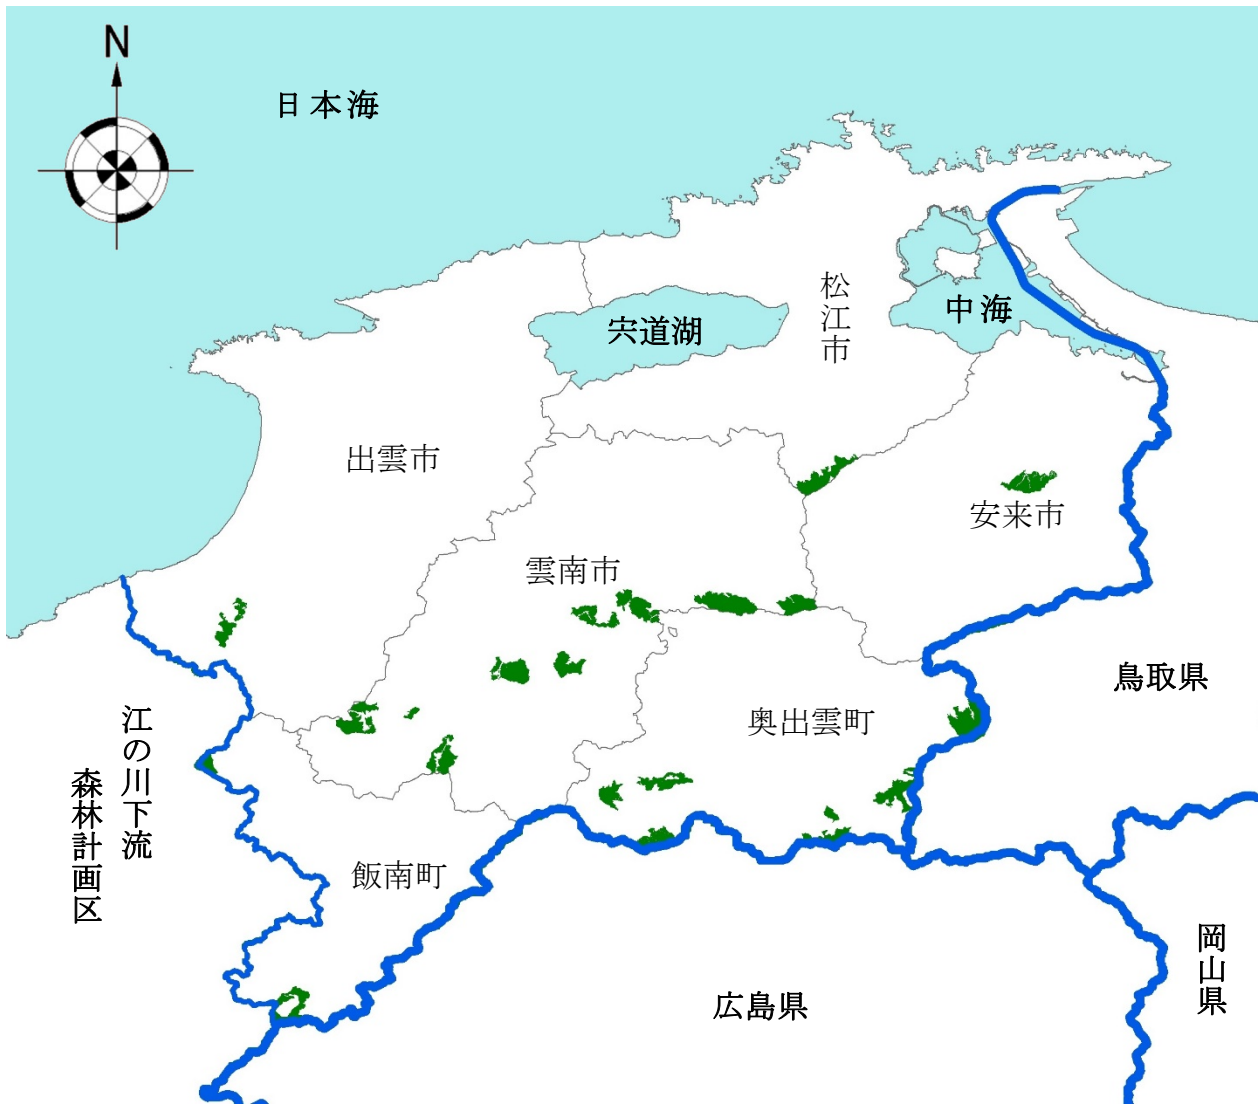 N
日本海
松江市
中海
宍道湖
出雲市
安来市
雲南市
鳥取県
奥出雲町
江の川下流
森林計画区
飯南町
岡山県
広島県